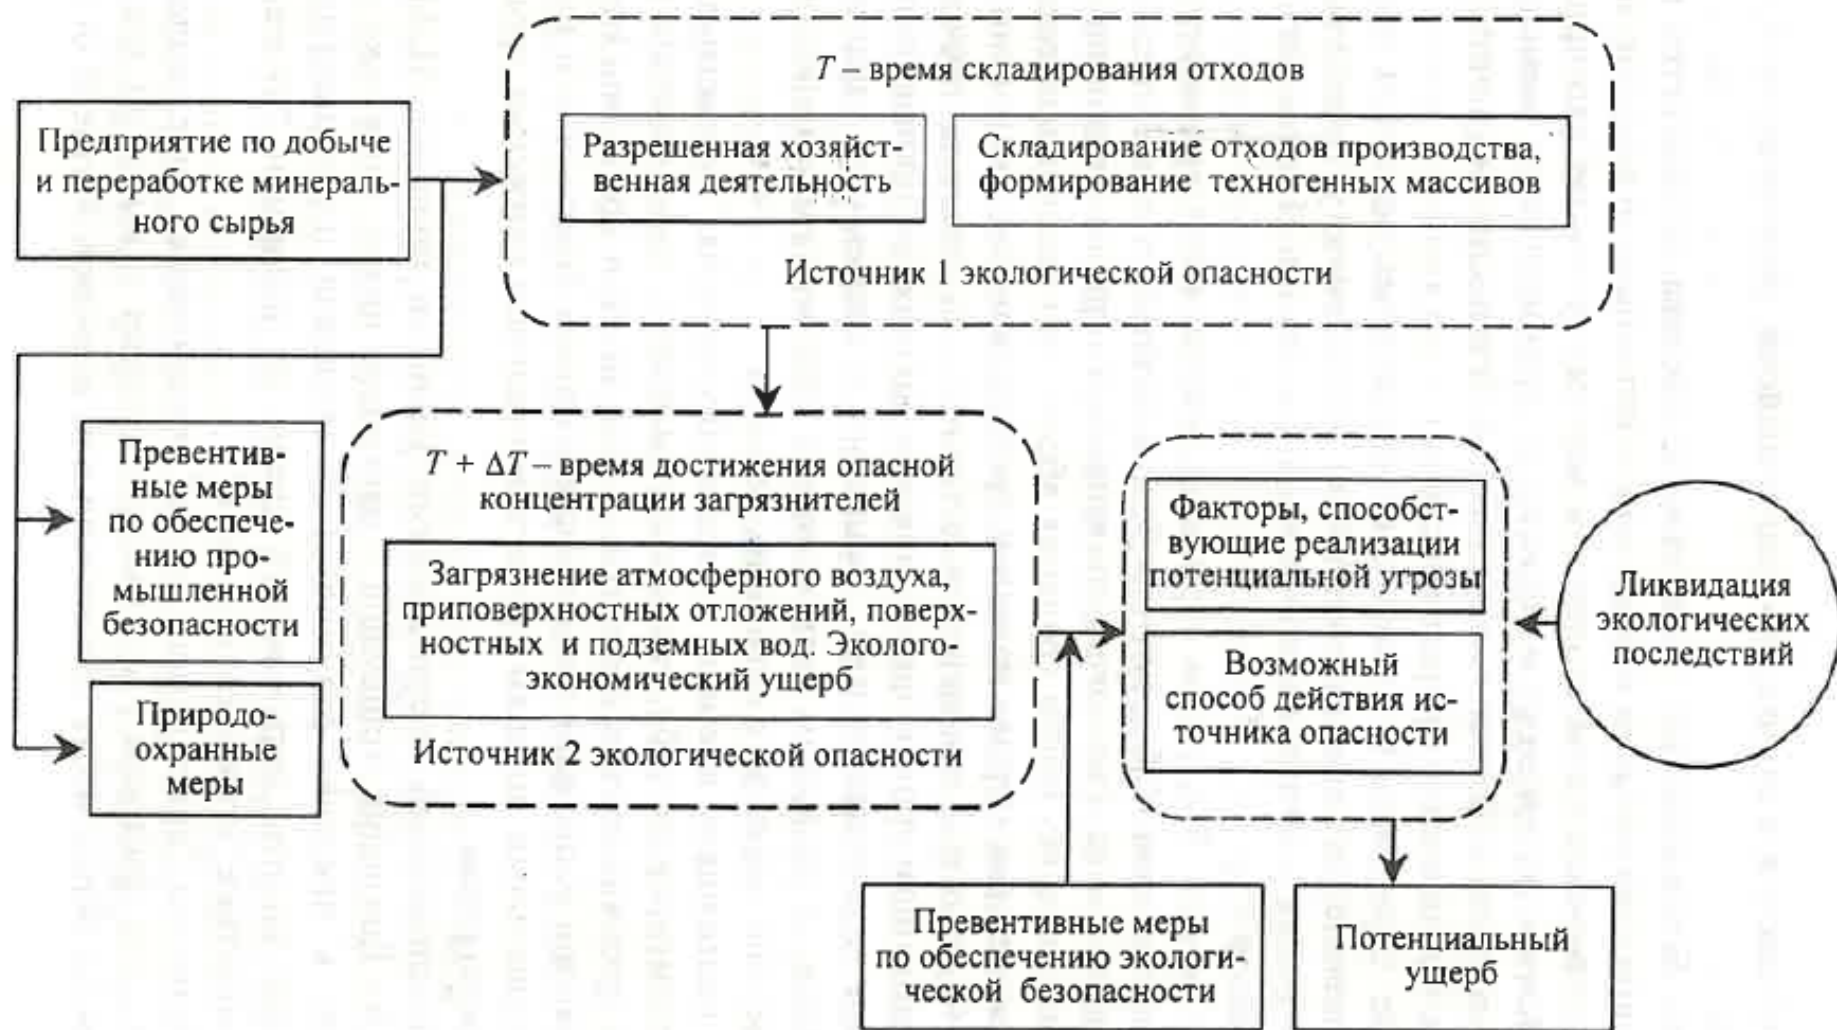 T – время складирования отходов
Предприятие по добыче
и переработке минераль-
ного сырья
Разрешенная хозяйст-
венная деятельность
Складирование отходов производства,
формирование техногенных массивов
Источник 1 экологической опасности
Превентив-
ные меры
по обеспече-
нию про-
мышленной
безопасности
Природо-
охранные
меры
T + ΔT – время достижения опасной
концентрации загрязнителей
Загрязнение атмосферного воздуха,
приповерхностных отложений, поверх-
ностных и подземных вод. Эколого-
экономический ущерб
Источник 2 экологической опасности
Факторы, способст-
вующие реализации
потенциальной угрозы
Возможный
способ действия ис-
точника опасности
Ликвидация
экологических
последствий
Превентивные меры
по обеспечению экологи-
ческой безопасности
Потенциальный
ущерб